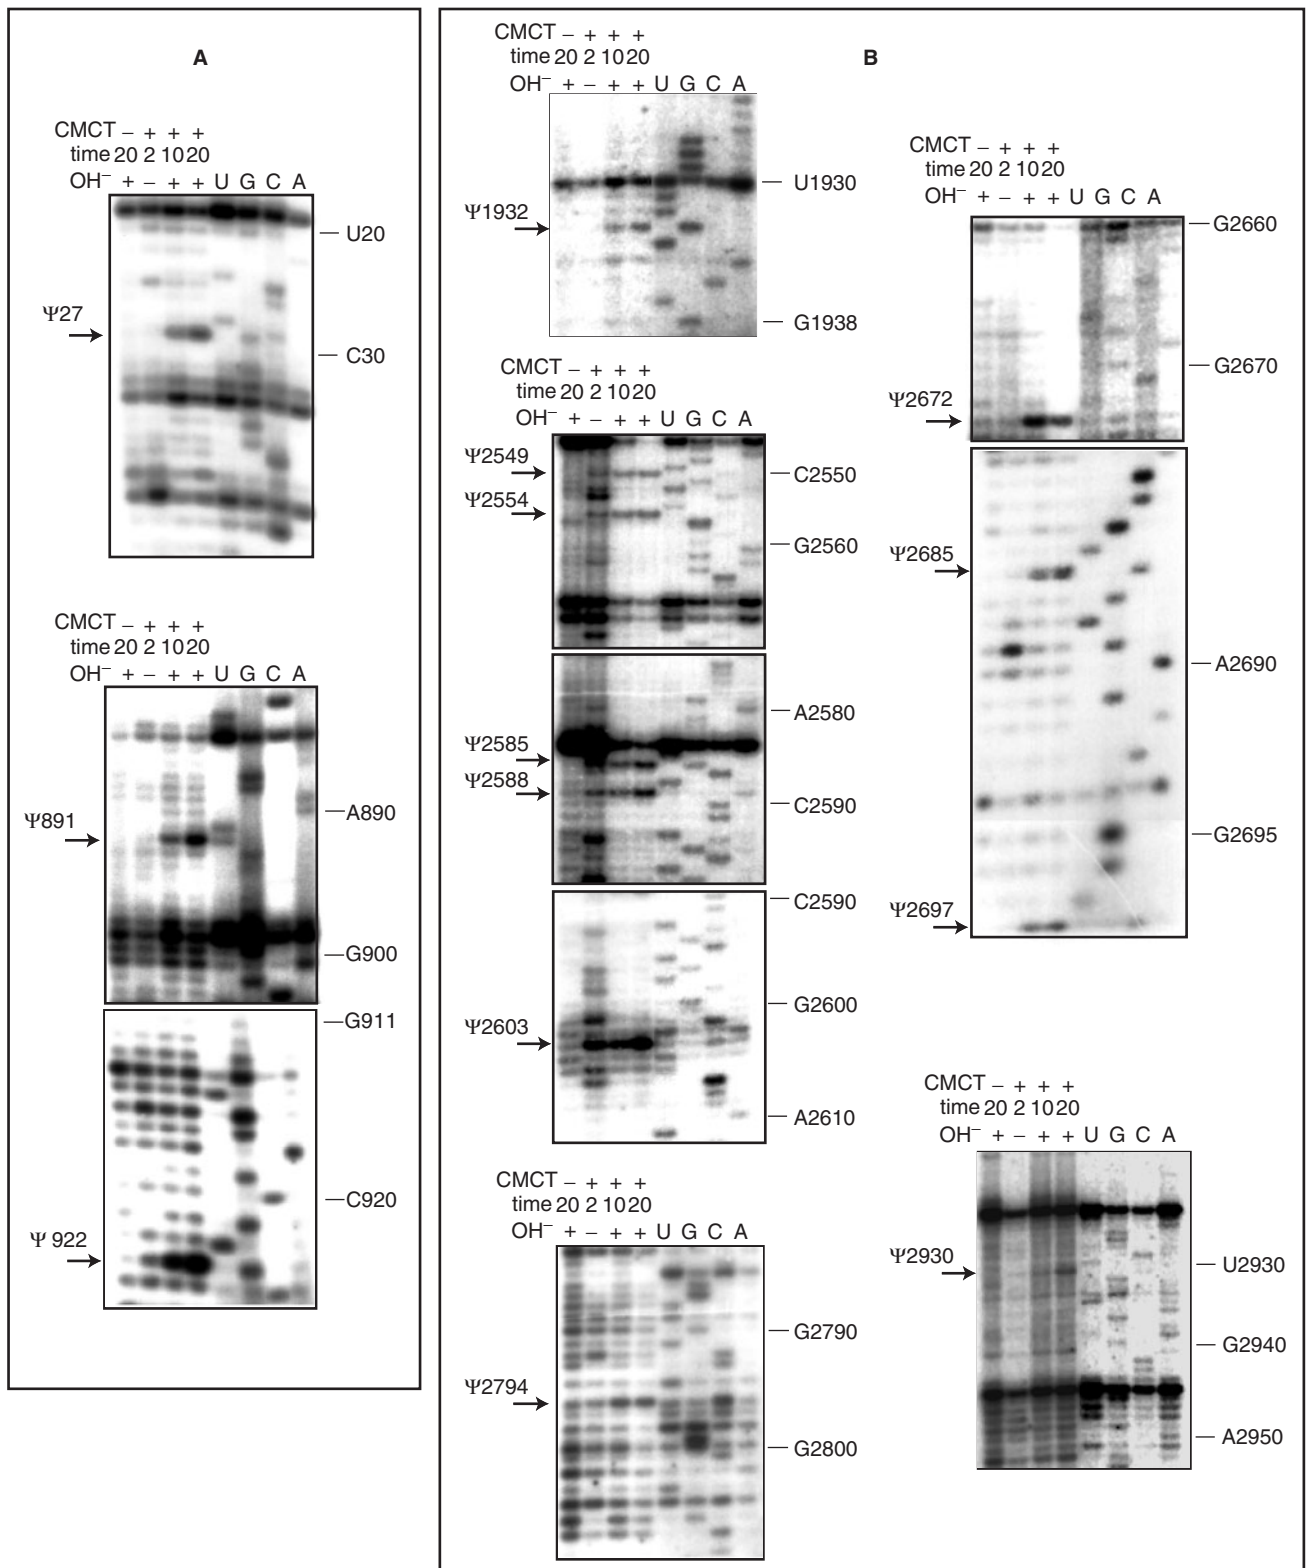 A
CMCT – + + +
time 20 2 10 20
OH– + – + + U G C A
U20
Ψ27
C30
CMCT – + + +
time 20 2 10 20
OH– + – + + U G C A
A890
Ψ891
G900
G911
C920
Ψ 922
B
CMCT – + + +
time 20 2 10 20
OH– + – + + U G C A
U1930
Ψ1932
G1938
CMCT – + + +
time 20 2 10 20
OH– + – + + U G C A
Ψ2549
C2550
Ψ2554
G2560
A2580
Ψ2585
Ψ2588
C2590
C2590
G2600
Ψ2603
A2610
CMCT – + + +
time 20 2 10 20
OH– + – + + U G C A
G2790
Ψ2794
G2800
CMCT – + + +
time 20 2 10 20
OH– + – + + U G C A
G2660
G2670
Ψ2672
Ψ2685
A2690
G2695
Ψ2697
CMCT – + + +
time 20 2 10 20
OH– + – + + U G C A
Ψ2930
U2930
G2940
A2950